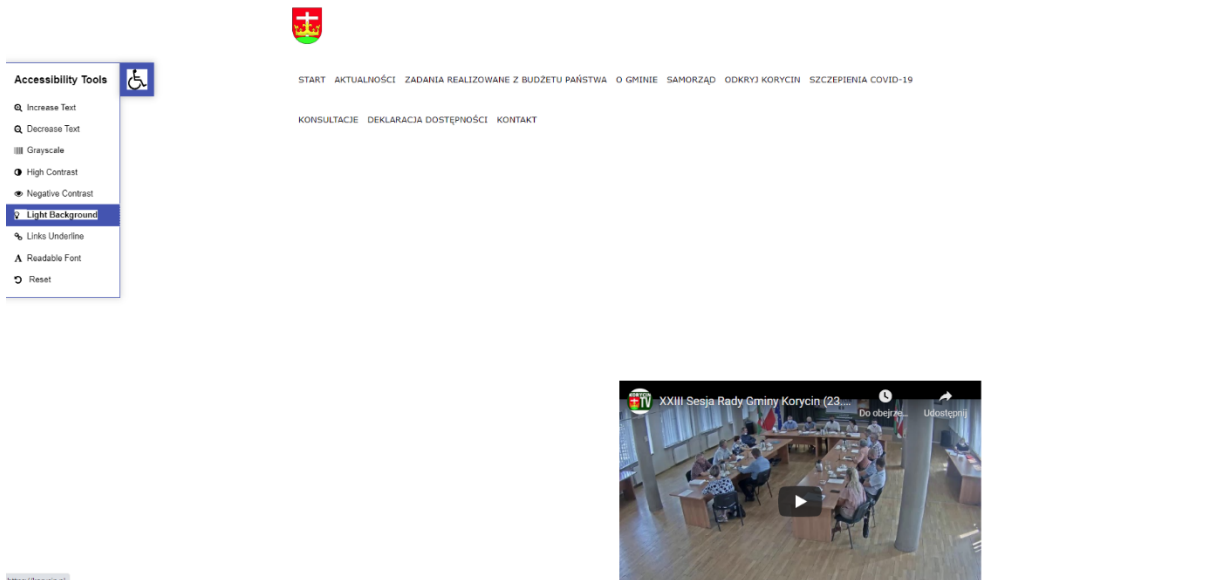 START AKTUALNOŚCI ZADANIA REALIZOWANE Z BUDŻETU PAŃSTWA O GMINIE SAMORZĄD ODKRYJ KORYCIN SZCZEPIENIA COVID-19
KONSULTACJE DEKLARACJA DOSTĘPNOŚCI KONTAKT
Accessibility Tools
Increase Text
Decrease Text
Grayscale
High Contrast
Negative Contrast
Light Background
Links Underline
Readable Font
Reset
KORYCIN TV
XXIII Sesja Rady Gminy Korycin (23....
Do obejrze...
Udostępnij